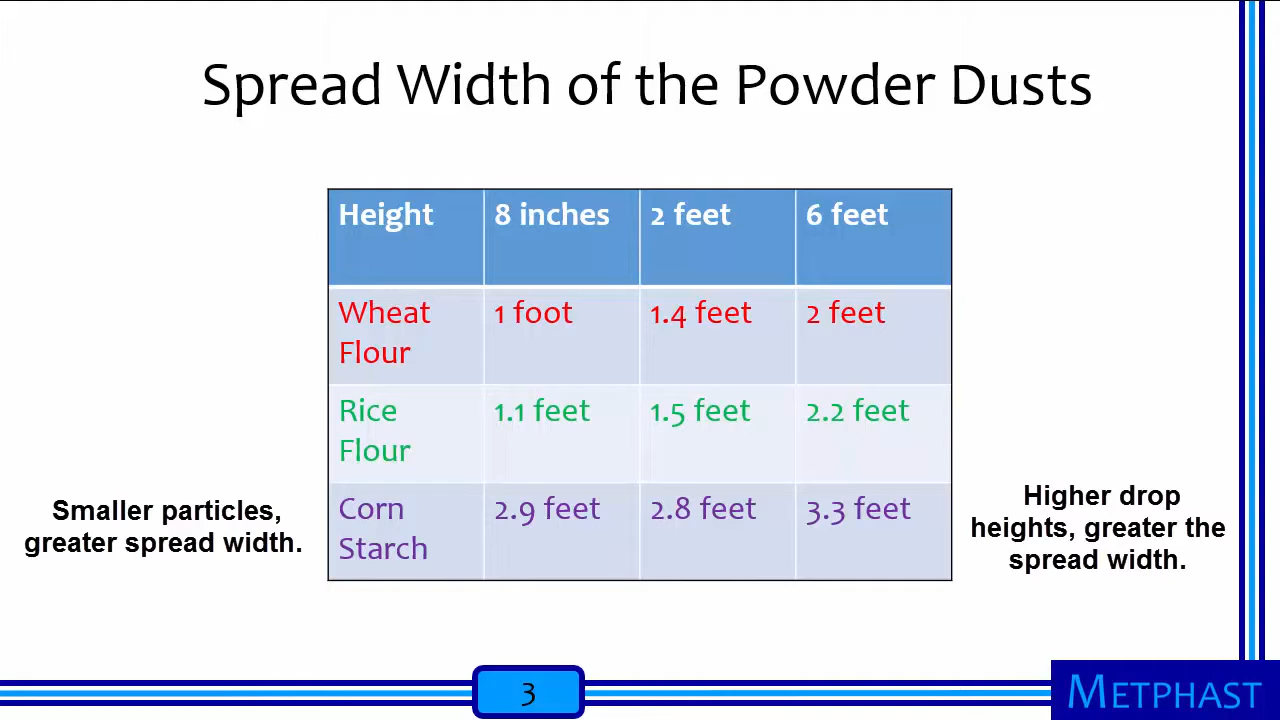 Spread Width of the Powder Dusts
Height 8 inches 2 feet 6 feet
Wheat Flour 1 foot 1.4 feet 2 feet
Rice Flour 1.1 feet 1.5 feet 2.2 feet
Corn Starch 2.9 feet 2.8 feet 3.3 feet
Smaller particles,
greater spread width.
Higher drop
heights, greater the
spread width.
3
METPHAST